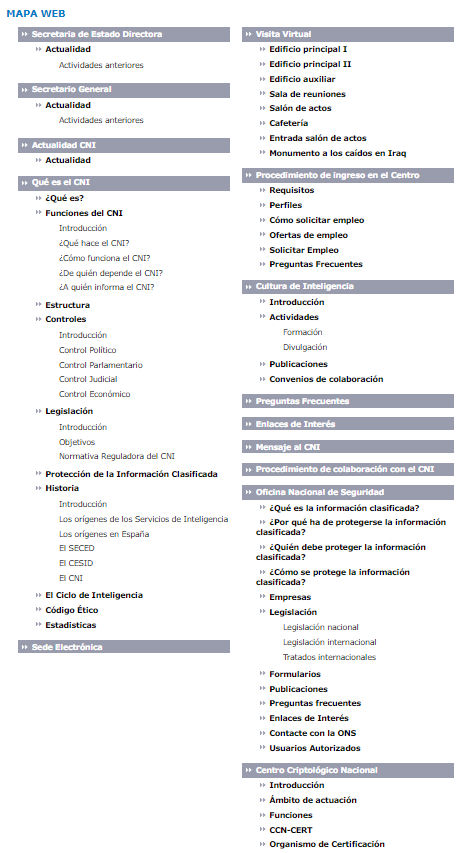 MAPA WEB
Secretaria de Estado Directora
Actualidad
Actividades anteriores
Secretario General
Actualidad
Actividades anteriores
Actualidad CNI
Actualidad
Qué es el CNI
¿Qué es?
Funciones del CNI
Introducción
¿Qué hace el CNI?
¿Cómo funciona el CNI?
¿De quién depende el CNI?
¿A quién informa el CNI?
Estructura
Controles
Introducción
Control Político
Control Parlamentario
Control Judicial
Control Económico
Legislación
Introducción
Objetivos
Normativa Reguladora del CNI
Protección de la Información Clasificada
Historia
Introducción
Los orígenes de los Servicios de Inteligencia
Los orígenes en España
El SECED
El CESID
El CNI
El Ciclo de Inteligencia
Código Ético
Estadísticas
Sede Electrónica
Visita Virtual
Edificio principal I
Edificio principal II
Edificio auxiliar
Sala de reuniones
Salón de actos
Cafetería
Entrada salón de actos
Monumento a los caídos en Iraq
Procedimiento de ingreso en el Centro
Requisitos
Perfiles
Cómo solicitar empleo
Ofertas de empleo
Solicitar Empleo
Preguntas Frecuentes
Cultura de Inteligencia
Introducción
Actividades
Formación
Divulgación
Publicaciones
Convenios de colaboración
Preguntas Frecuentes
Enlaces de Interés
Mensaje al CNI
Procedimiento de colaboración con el CNI
Oficina Nacional de Seguridad
¿Qué es la información clasificada?
¿Por qué ha de protegerse la información
clasificada?
¿Quién debe proteger la información
clasificada?
¿Cómo se protege la información
clasificada?
Empresas
Legislación
Legislación nacional
Legislación internacional
Tratados internacionales
Formularios
Publicaciones
Preguntas frecuentes
Enlaces de Interés
Contacte con la ONS
Usuarios Autorizados
Centro Criptológico Nacional
Introducción
Ámbito de actuación
Funciones
CCN-CERT
Organismo de Certificación